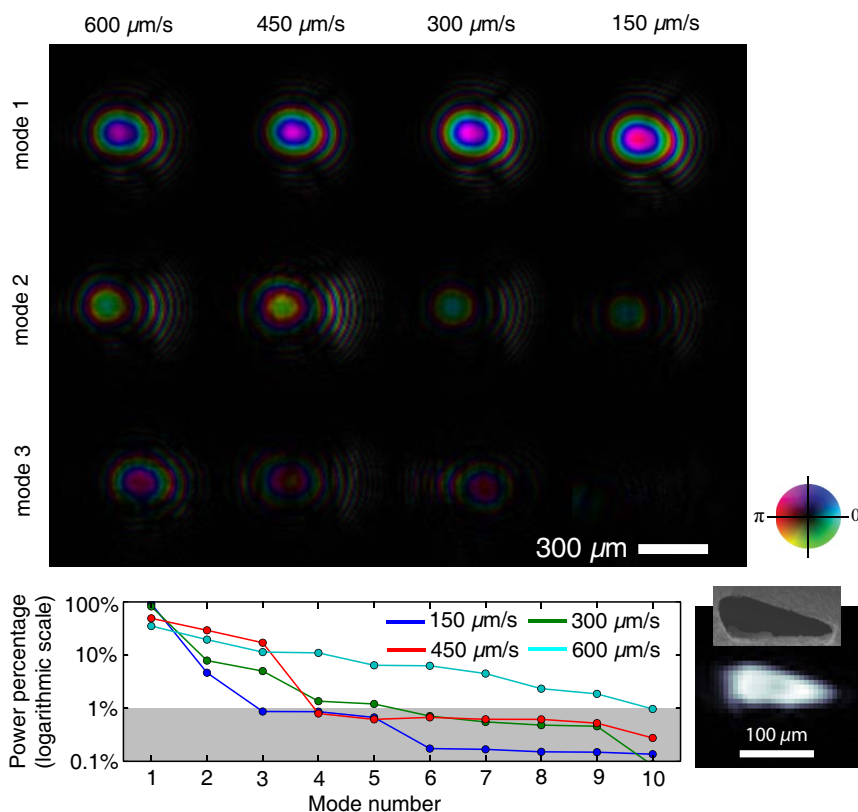 600 µm/s 450 µm/s 300 µm/s 150 µm/s
mode 1
mode 2
mode 3
300 µm
π 0
Power percentage
(logarithmic scale)
100%
10%
1%
0.1%
150 µm/s 300 µm/s
450 µm/s 600 µm/s
1 2 3 4 5 6 7 8 9 10
Mode number
100 µm